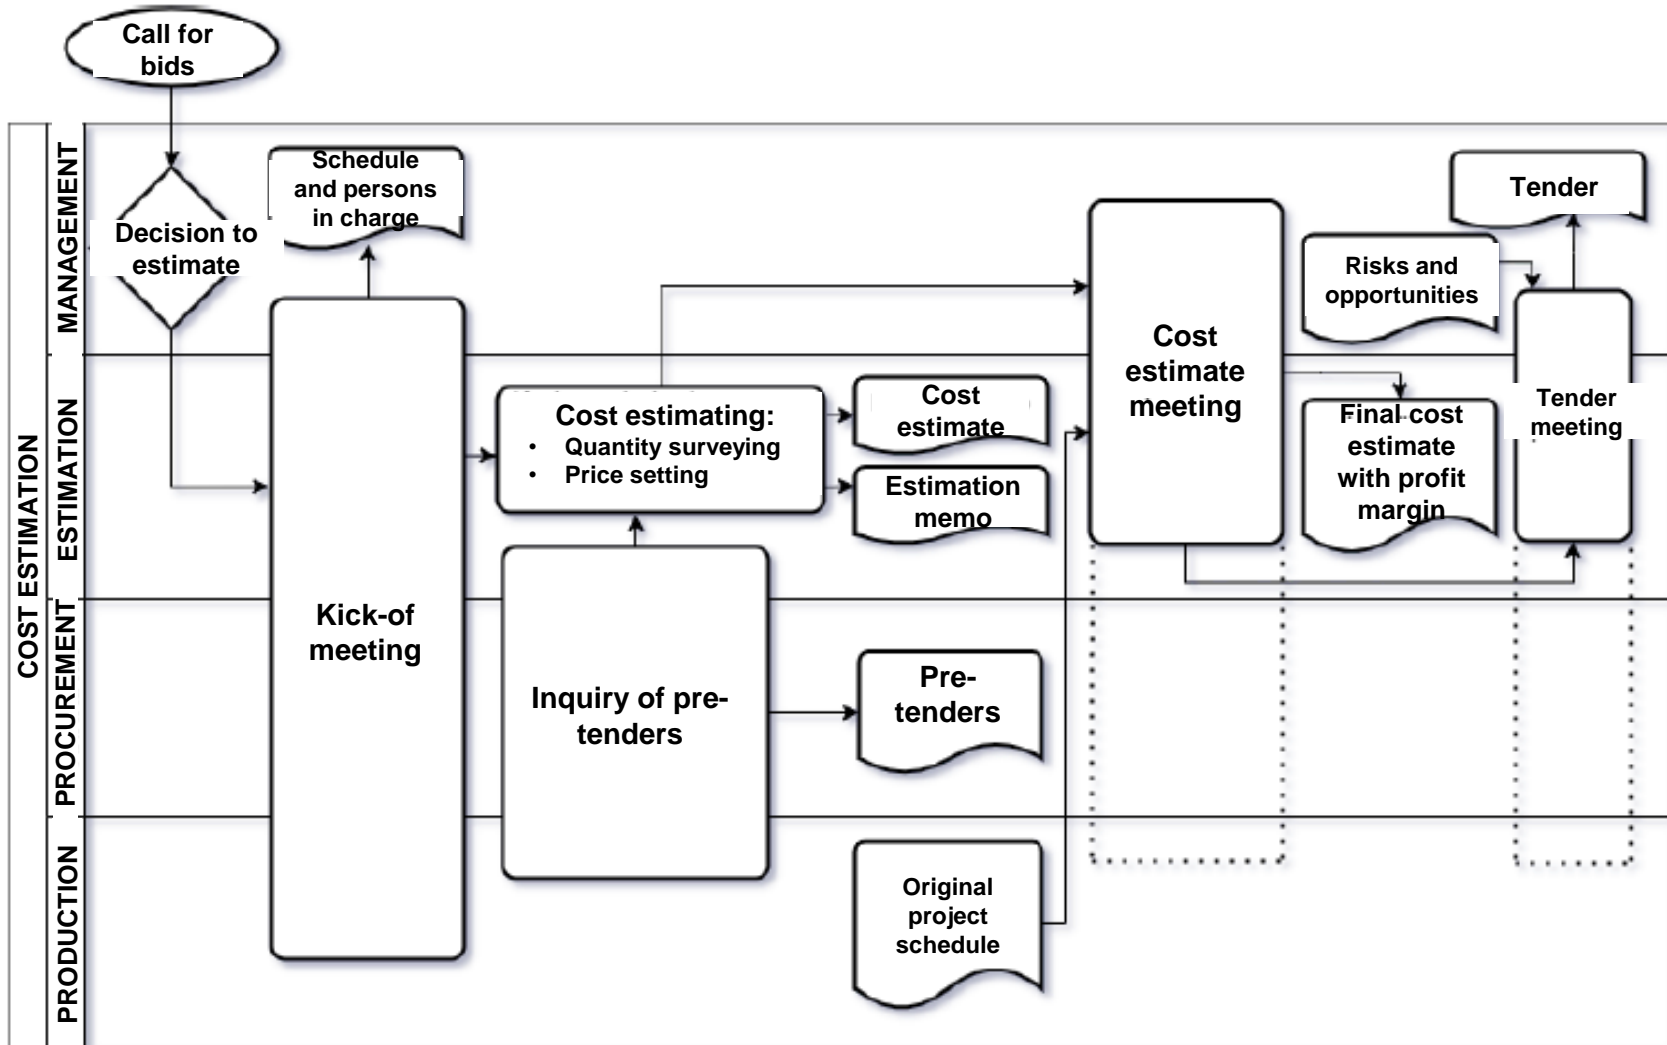 Call for
bids
COST ESTIMATION
MANAGEMENT
ESTIMATION
PROCUREMENT
PRODUCTION
Decision to
estimate
Schedule
and persons
in charge
Kick-of
meeting
Cost estimating:
• Quantity surveying
• Price setting
Inquiry of pre-
tenders
Cost
estimate
Estimation
memo
Pre-
tenders
Original
project
schedule
Cost
estimate
meeting
Risks and
opportunities
Final cost
estimate
with profit
margin
Tender
Tender
meeting